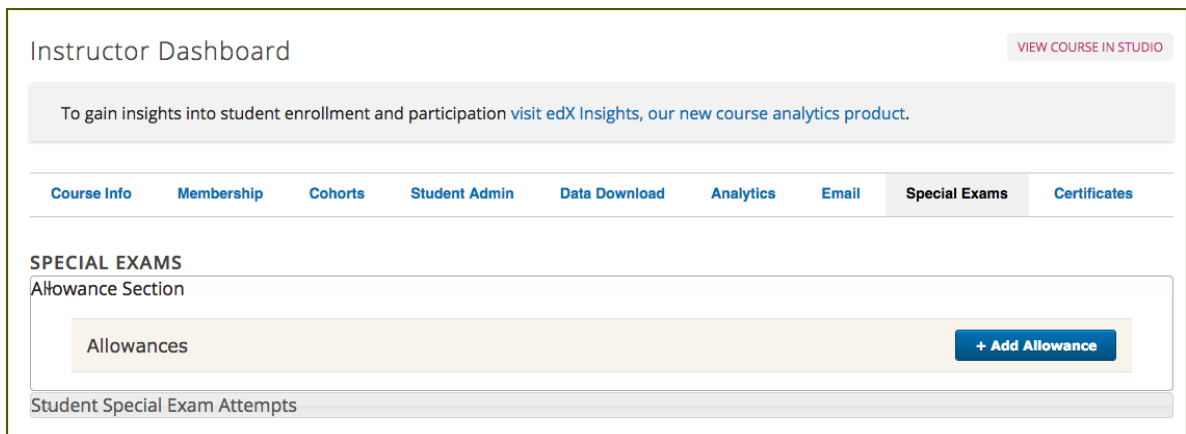 Instructor Dashboard
VIEW COURSE IN STUDIO
To gain insights into student enrollment and participation visit edX Insights, our new course analytics product.
Course Info Membership Cohorts Student Admin Data Download Analytics Email Special Exams Certificates
SPECIAL EXAMS
Allowance Section
Allowances
+ Add Allowance
Student Special Exam Attempts